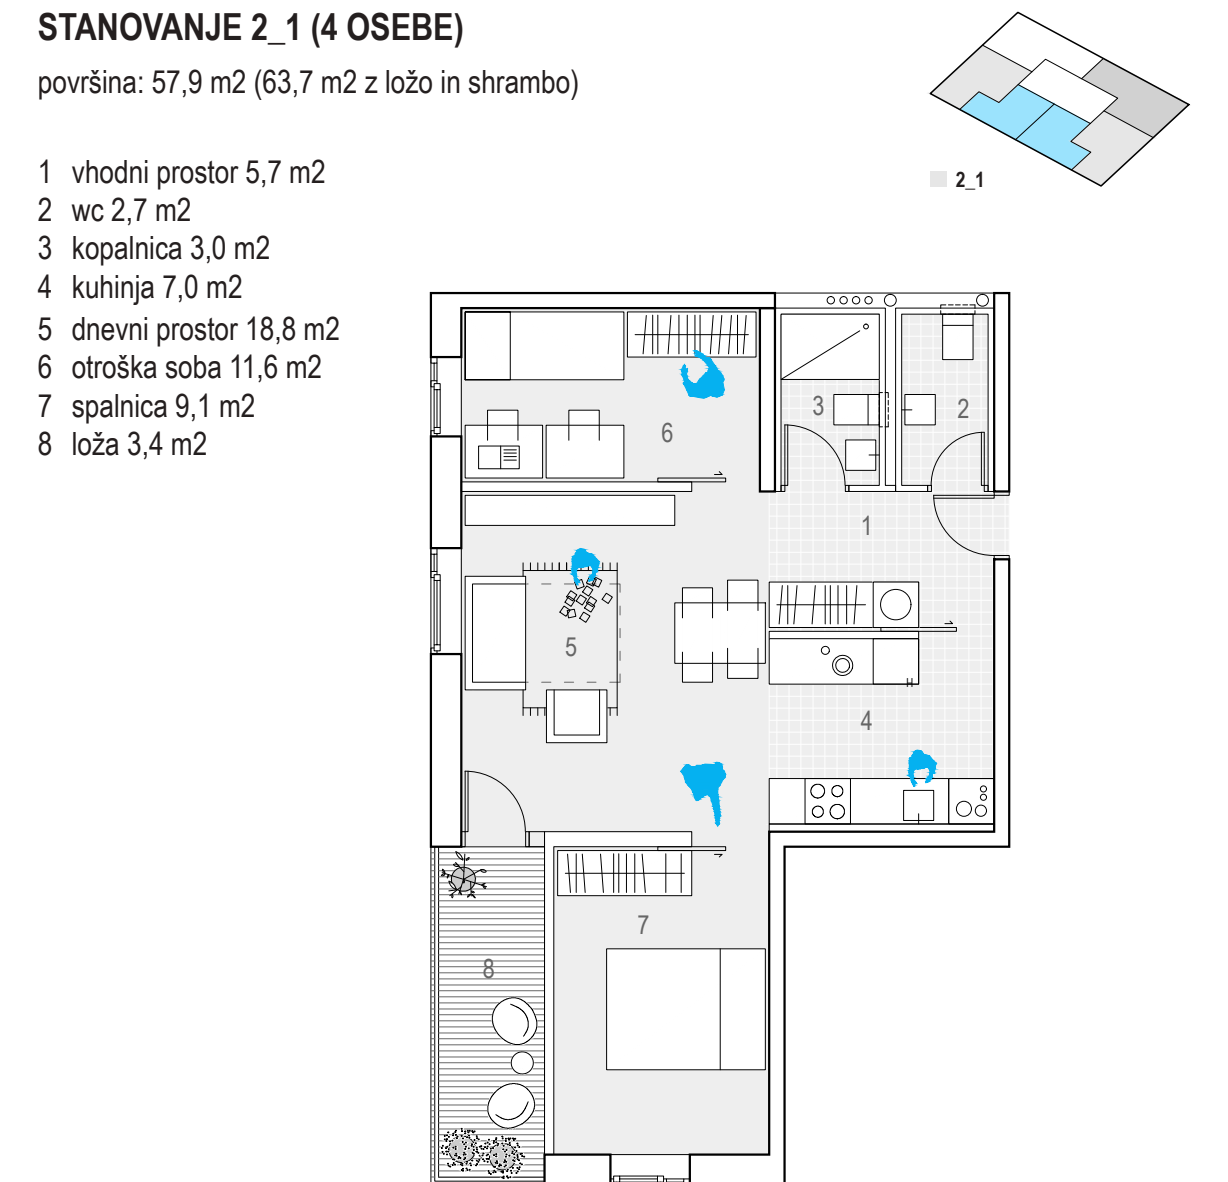 STANOVANJE 2_1 (4 OSEBE)
površina: 57,9 m2 (63,7 m2 z ložo in shrambo)
2_1
1 vhodni prostor 5,7 m2
2 wc 2,7 m2
3 kopalnica 3,0 m2
4 kuhinja 7,0 m2
5 dnevni prostor 18,8 m2
6 otroška soba 11,6 m2
7 spalnica 9,1 m2
8 loža 3,4 m2
3
2
6
1
5
4
7
8